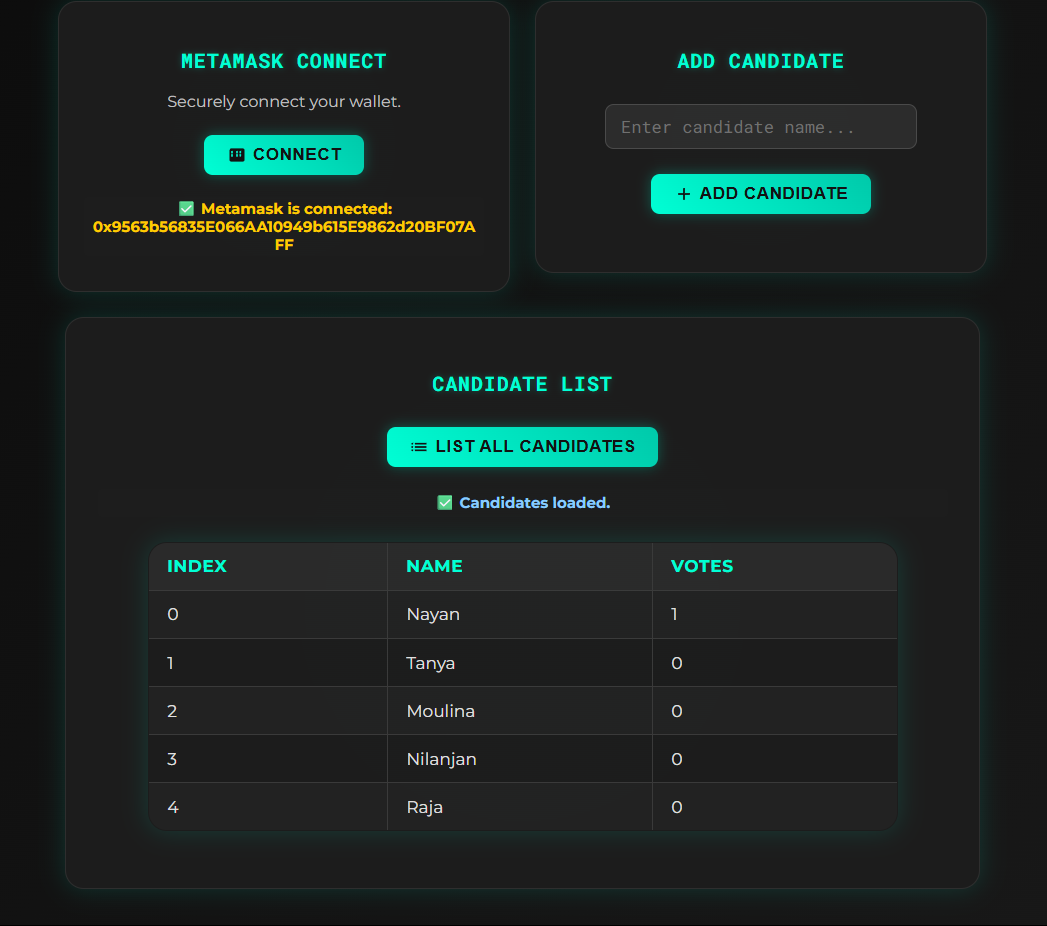 METAMASK CONNECT
Securely connect your wallet.
CONNECT
✅ Metamask is connected:
0x9563b56835E066AA10949b615E9862d20BF07A
FF
ADD CANDIDATE
Enter candidate name...
+ ADD CANDIDATE
CANDIDATE LIST
LIST ALL CANDIDATES
✅ Candidates loaded.
INDEX NAME VOTES
0 Nayan 1
1 Tanya 0
2 Moulina 0
3 Nilanjan 0
4 Raja 0